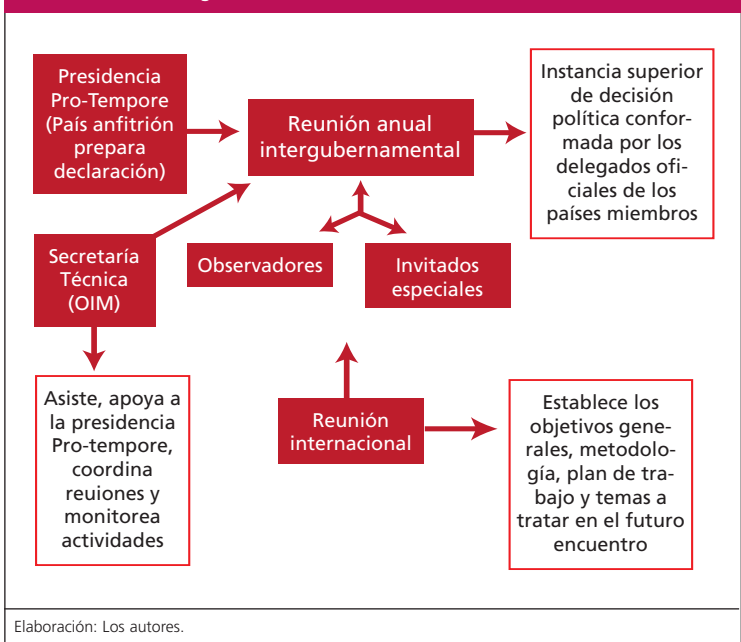 Presidencia
Pro-Tempore
(País anfitrión
prepara
declaración)
Reunión anual
intergubernamental
Instancia superior
de decisión
política confor-
mada por los
delegados ofi-
ciales de los
países miembros
Secretaría
Técnica
(OIM)
Observadores
Invitados
especiales
Asiste, apoya a
la presidencia
Pro-tempore,
coordina
reuiones y
monitorea
actividades
Reunión
internacional
Establece los
objetivos gene-
rales, metodolo-
gía, plan de tra-
bajo y temas a
tratar en el futuro
encuentro
Elaboración: Los autores.